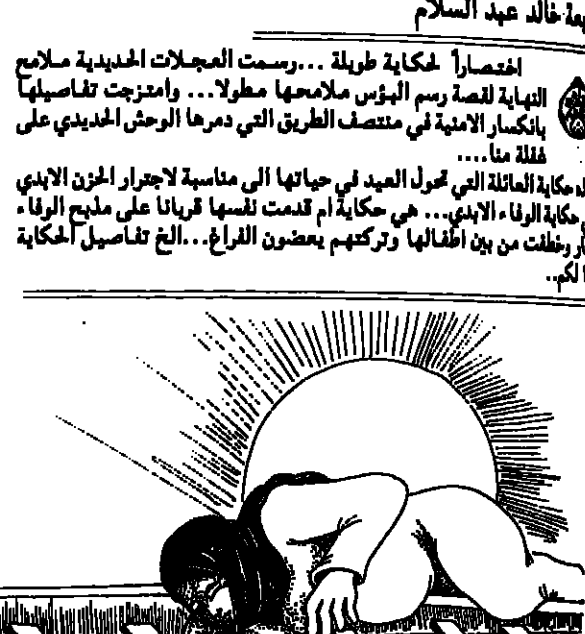 بعة خالد عبد السلام
اختصاراً لحكاية طويلة ...رسمت العجلات الحديدية ملامح
النهاية لقصة رسم البؤس ملامحها مطولا... وامتزجت تفاصيلها
بانكسار الامنية في منتصف الطريق التي دمرها الوحش الحديدي على
غفلة منا....
حكاية العائلة التي تحول العيد في حياتها الى مناسبة لاجترار الحزن الابدي
حكاية الوفاء الابدي... هي حكاية ام قدمت نفسها قربانا على مذبح الوفاء
وخطفت من بين اطفالها وتركتهم يعضون الفراغ...الخ تفاصيل الحكاية
لكم..